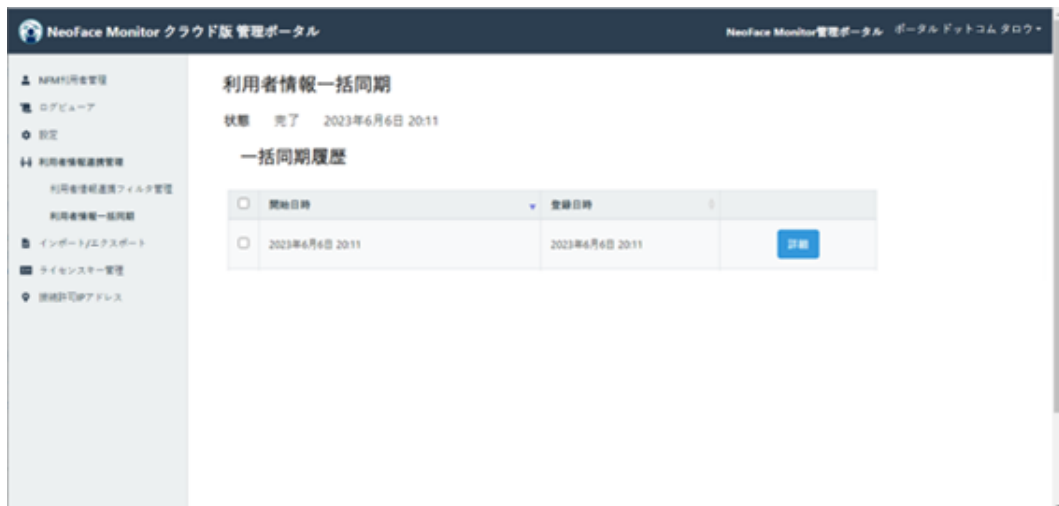 NeoFace Monitor クラウド版 管理ポータル
NeoFace Monitor管理ポータル ポータルドットコム タロウ
NFM利用者管理
ログビューア
設定
利用者情報連携管理
利用者情報連携フィルタ管理
利用者情報一括同期
インポート/エクスポート
ライセンスキー管理
接続許可IPアドレス
利用者情報一括同期
状態 完了 2023年6月6日 20:11
一括同期履歴
開始日時 登録日時
2023年6月6日 20:11 2023年6月6日 20:11 詳細